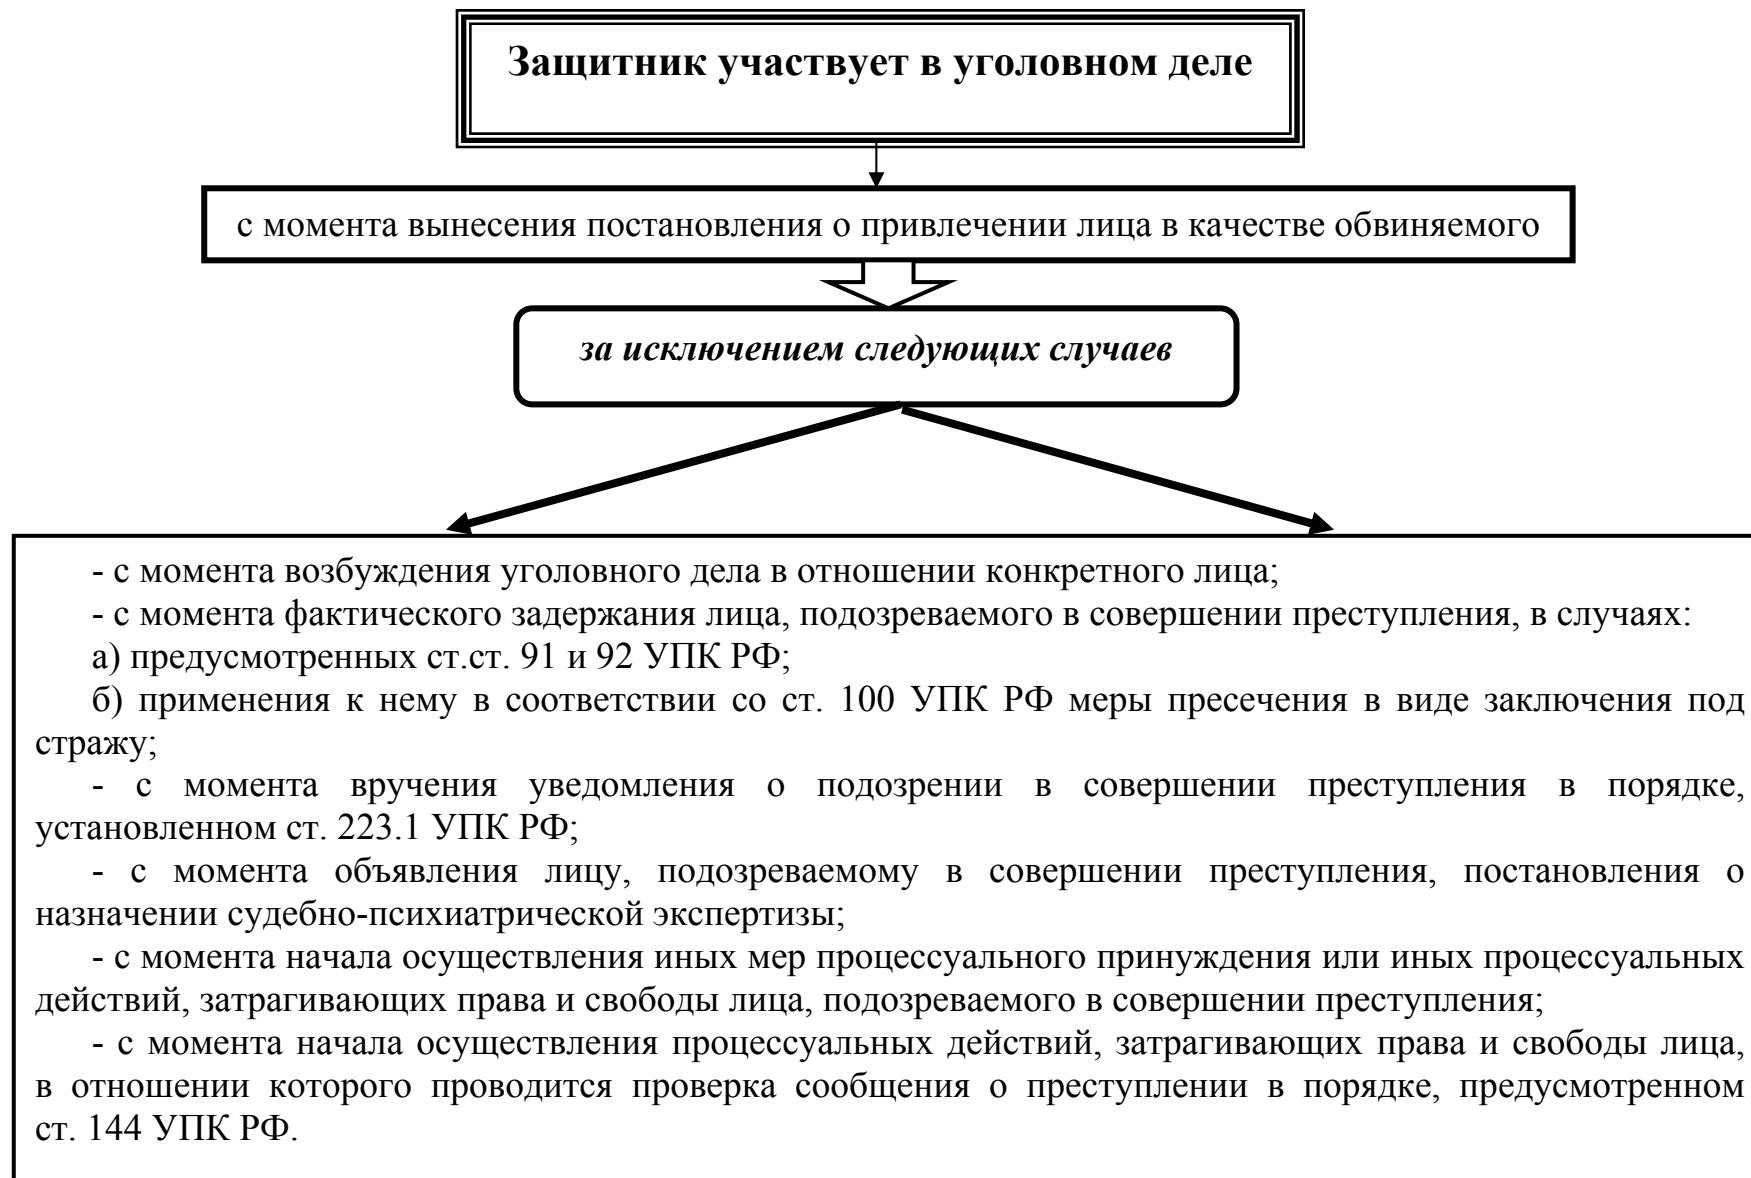 Защитник участвует в уголовном деле
с момента вынесения постановления о привлечении лица в качестве обвиняемого
за исключением следующих случаев
- с момента возбуждения уголовного дела в отношении конкретного лица;
- с момента фактического задержания лица, подозреваемого в совершении преступления, в случаях:
а) предусмотренных ст.ст. 91 и 92 УПК РФ;
б) применения к нему в соответствии со ст. 100 УПК РФ меры пресечения в виде заключения под
стражу;
- с момента вручения уведомления о подозрении в совершении преступления в порядке,
установленном ст. 223.1 УПК РФ;
- с момента объявления лицу, подозреваемому в совершении преступления, постановления о
назначении судебно-психиатрической экспертизы;
- с момента начала осуществления иных мер процессуального принуждения или иных процессуальных
действий, затрагивающих права и свободы лица, подозреваемого в совершении преступления;
- с момента начала осуществления процессуальных действий, затрагивающих права и свободы лица,
в отношении которого проводится проверка сообщения о преступлении в порядке, предусмотренном
ст. 144 УПК РФ.